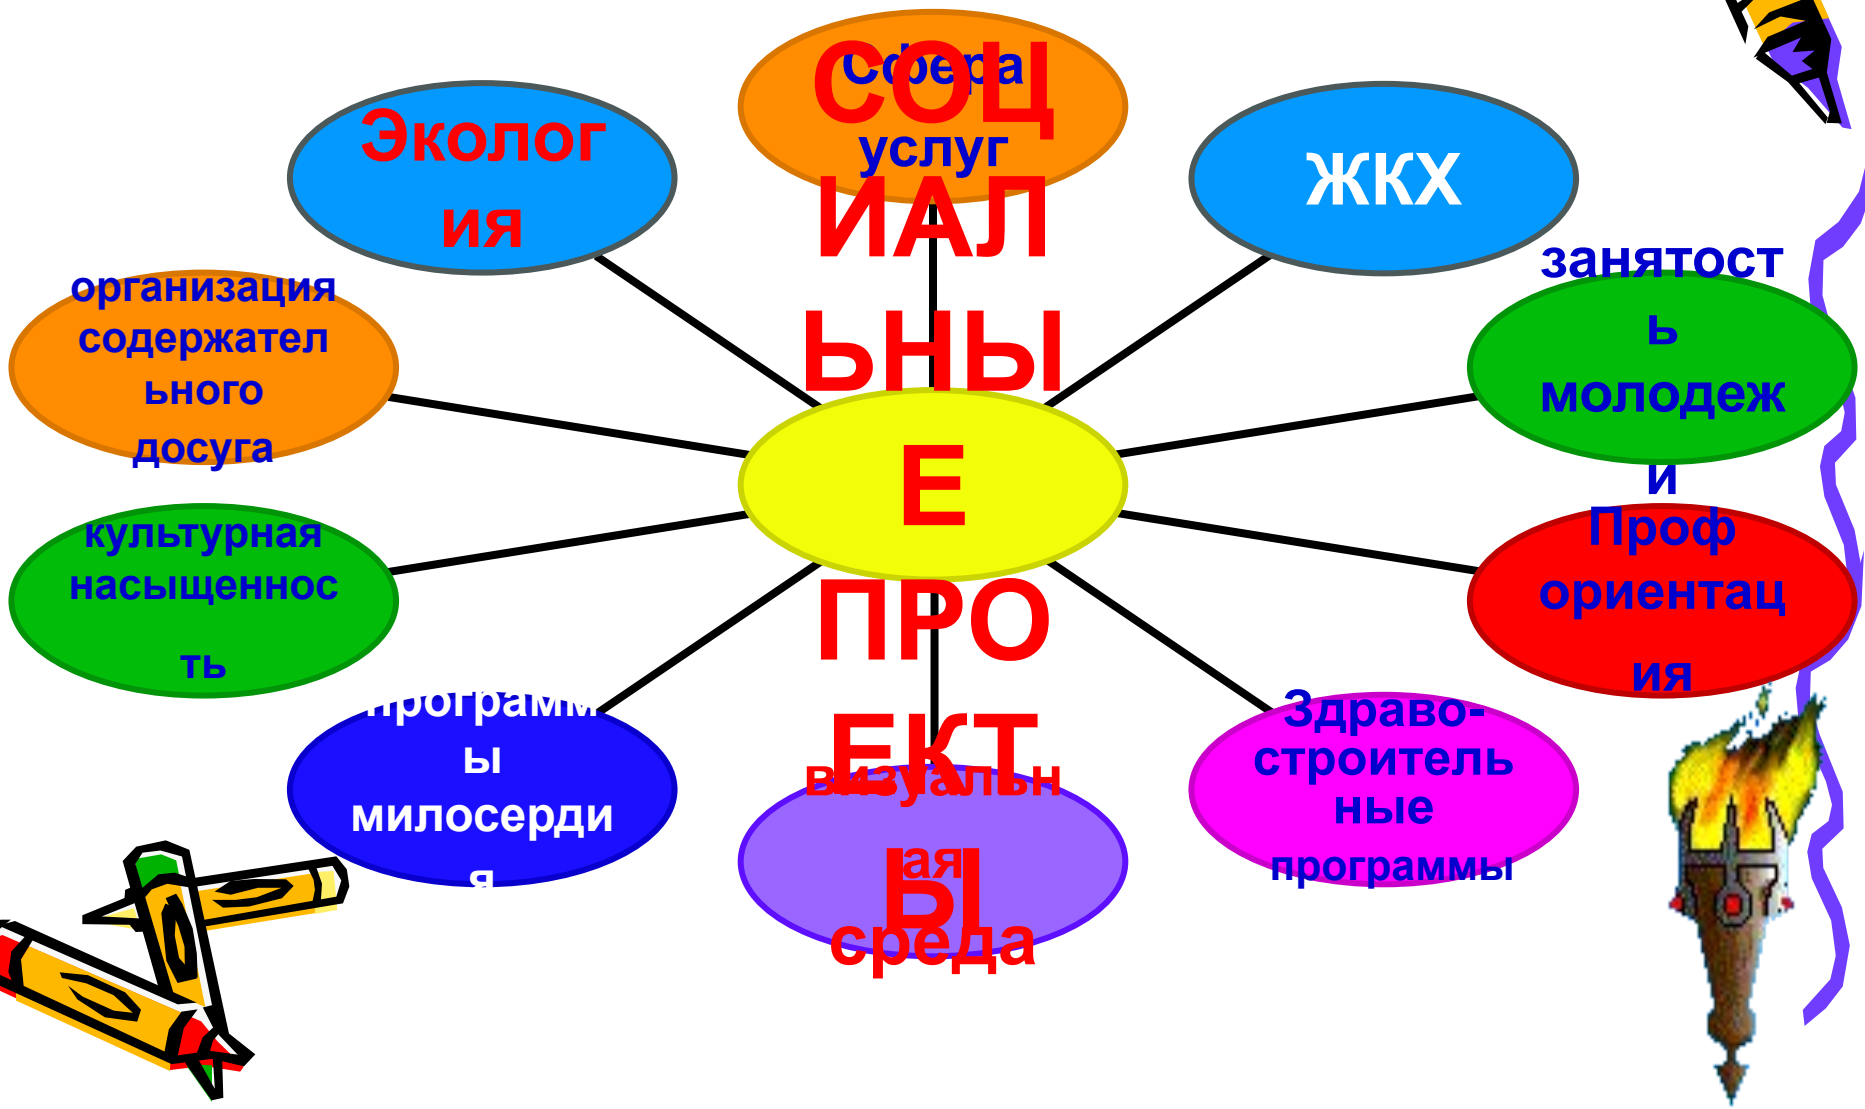 СОЦ
ИАЛ
ЬНЫ
Е
ПРО
ЕКТ
Ы
Сфера
услуг
ЖКХ
занятост
ь
молодеж
и
Проф
ориентац
ия
Здраво-
строитель
ные
программы
визуальн
ая
среда
программ
ы
милосерди
я
культурная
насыщеннос
ть
организация
содержател
ьного
досуга
Эколог
ия